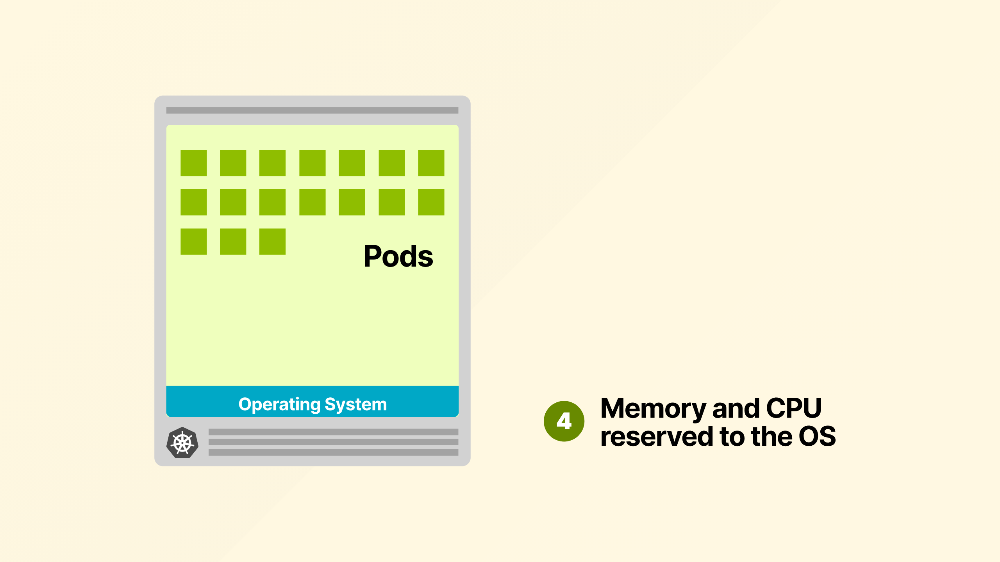 Pods
Operating System
4
Memory and CPU
reserved to the OS